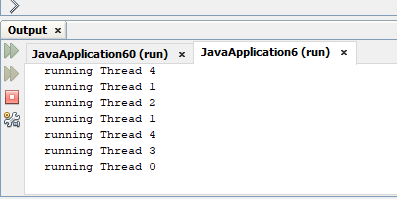 Output ×
JavaApplication60 (run) × JavaApplication6 (run) ×
running Thread 4
running Thread 1
running Thread 2
running Thread 1
running Thread 4
running Thread 3
running Thread 0